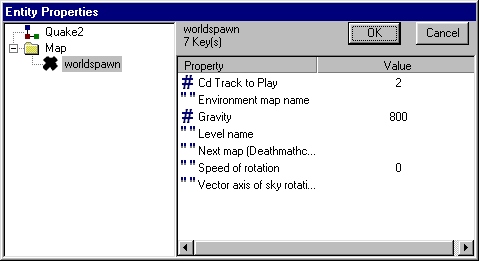 Entity Properties
Quake2
Map
worldspawn
worldspawn
7 Key(s)
OK
Cancel
Property Value
# Cd Track to Play 2
" " Environment map name
# Gravity 800
" " Level name
" " Next map (Deathmathc...
" " Speed of rotation 0
" " Vector axis of sky rotati...